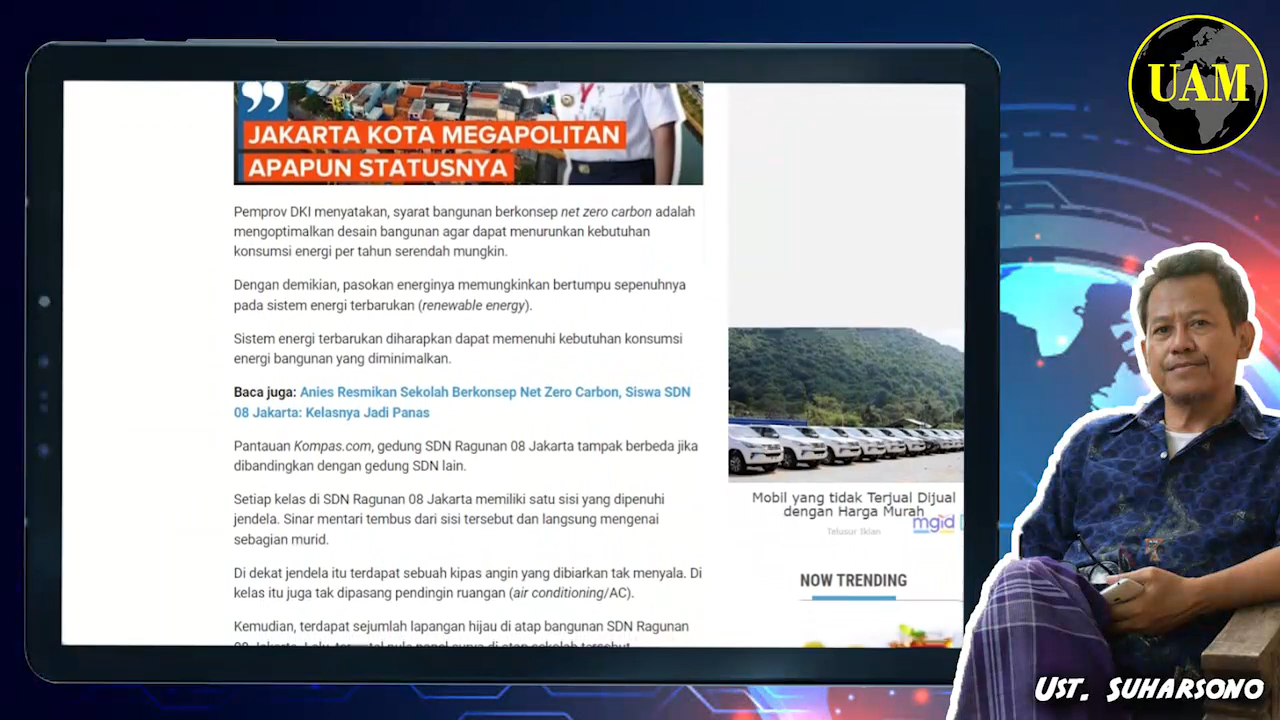 UAM
JAKARTA KOTA MEGAPOLITAN
APAPUN STATUSNYA
Pemprov DKI menyatakan, syarat bangunan berkonsep net zero carbon adalah
mengoptimalkan desain bangunan agar dapat menurunkan kebutuhan
konsumsi energi per tahun serendah mungkin.
Dengan demikian, pasokan energinya memungkinkan bertumpu sepenuhnya
pada sistem energi terbarukan (renewable energy).
Sistem energi terbarukan diharapkan dapat memenuhi kebutuhan konsumsi
energi bangunan yang diminimalkan.
Baca juga: Anies Resmikan Sekolah Berkonsep Net Zero Carbon, Siswa SDN
08 Jakarta: Kelasnya Jadi Panas
Pantauan Kompas.com, gedung SDN Ragunan 08 Jakarta tampak berbeda jika
dibandingkan dengan gedung SDN lain.
Setiap kelas di SDN Ragunan 08 Jakarta memiliki satu sisi yang dipenuhi
jendela. Sinar mentari tembus dari sisi tersebut dan langsung mengenai
sebagian murid.
Di dekat jendela itu terdapat sebuah kipas angin yang dibiarkan tak menyala. Di
kelas itu juga tak dipasang pendingin ruangan (air conditioning/AC).
Kemudian, terdapat sejumlah lapangan hijau di atap bangunan SDN Ragunan
Mobil yang tidak Terjual Dijual
dengan Harga Murah
mgid
Telusur Iklan
NOW TRENDING
UST. SUHARSONO